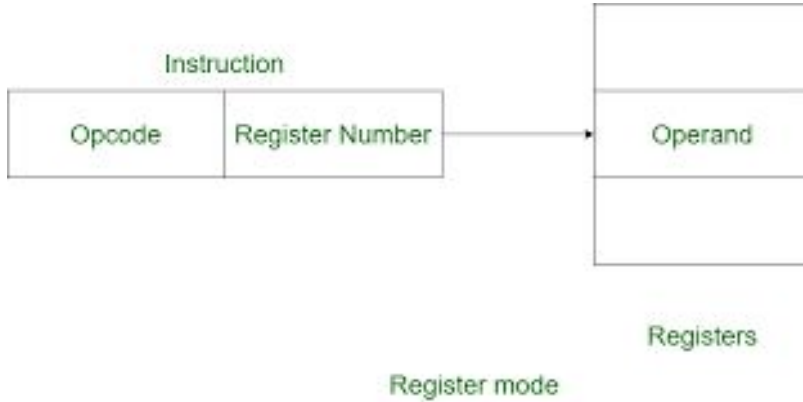 Instruction
Opcode
Register Number
Operand
Registers
Register mode